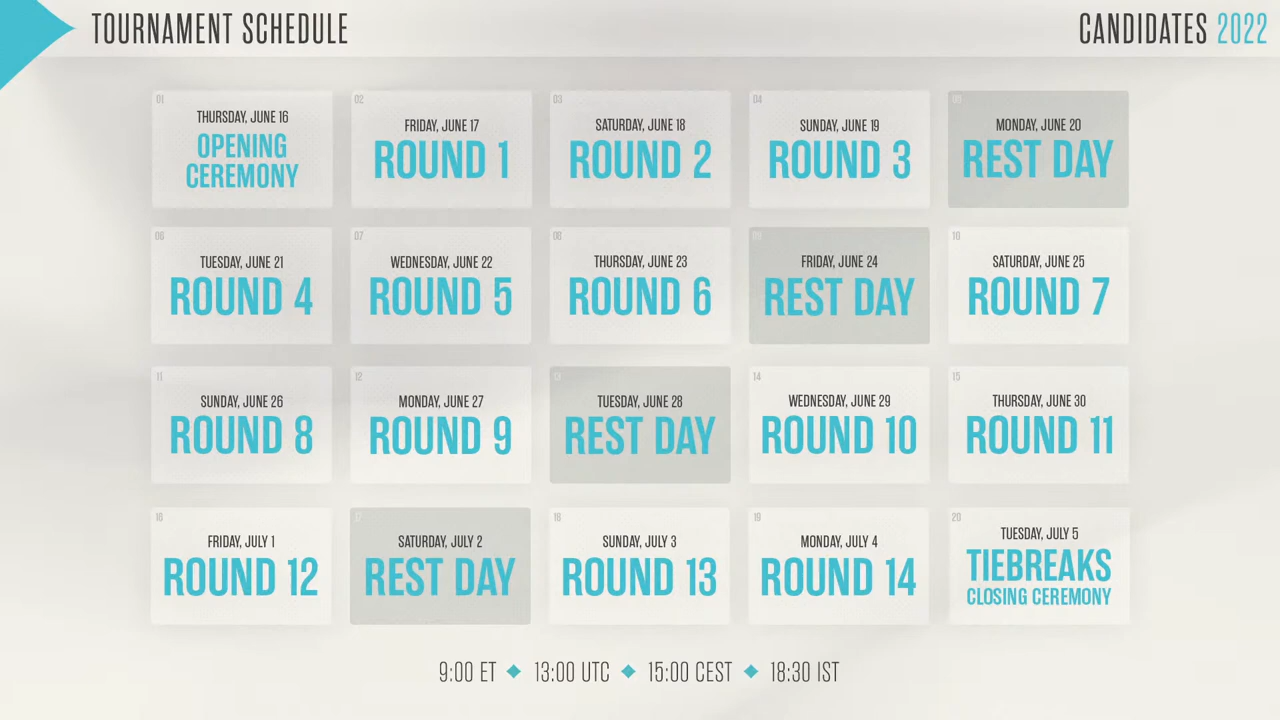 TOURNAMENT SCHEDULE
CANDIDATES 2022
01
THURSDAY, JUNE 16
OPENING
CEREMONY
02
FRIDAY, JUNE 17
ROUND 1
03
SATURDAY, JUNE 18
ROUND 2
04
SUNDAY, JUNE 19
ROUND 3
05
MONDAY, JUNE 20
REST DAY
06
TUESDAY, JUNE 21
ROUND 4
07
WEDNESDAY, JUNE 22
ROUND 5
08
THURSDAY, JUNE 23
ROUND 6
09
FRIDAY, JUNE 24
REST DAY
10
SATURDAY, JUNE 25
ROUND 7
11
SUNDAY, JUNE 26
ROUND 8
12
MONDAY, JUNE 27
ROUND 9
13
TUESDAY, JUNE 28
REST DAY
14
WEDNESDAY, JUNE 29
ROUND 10
15
THURSDAY, JUNE 30
ROUND 11
16
FRIDAY, JULY 1
ROUND 12
17
SATURDAY, JULY 2
REST DAY
18
SUNDAY, JULY 3
ROUND 13
19
MONDAY, JULY 4
ROUND 14
20
TUESDAY, JULY 5
TIEBREAKS
CLOSING CEREMONY
9:00 ET ◆ 13:00 UTC ◆ 15:00 CEST ◆ 18:30 IST